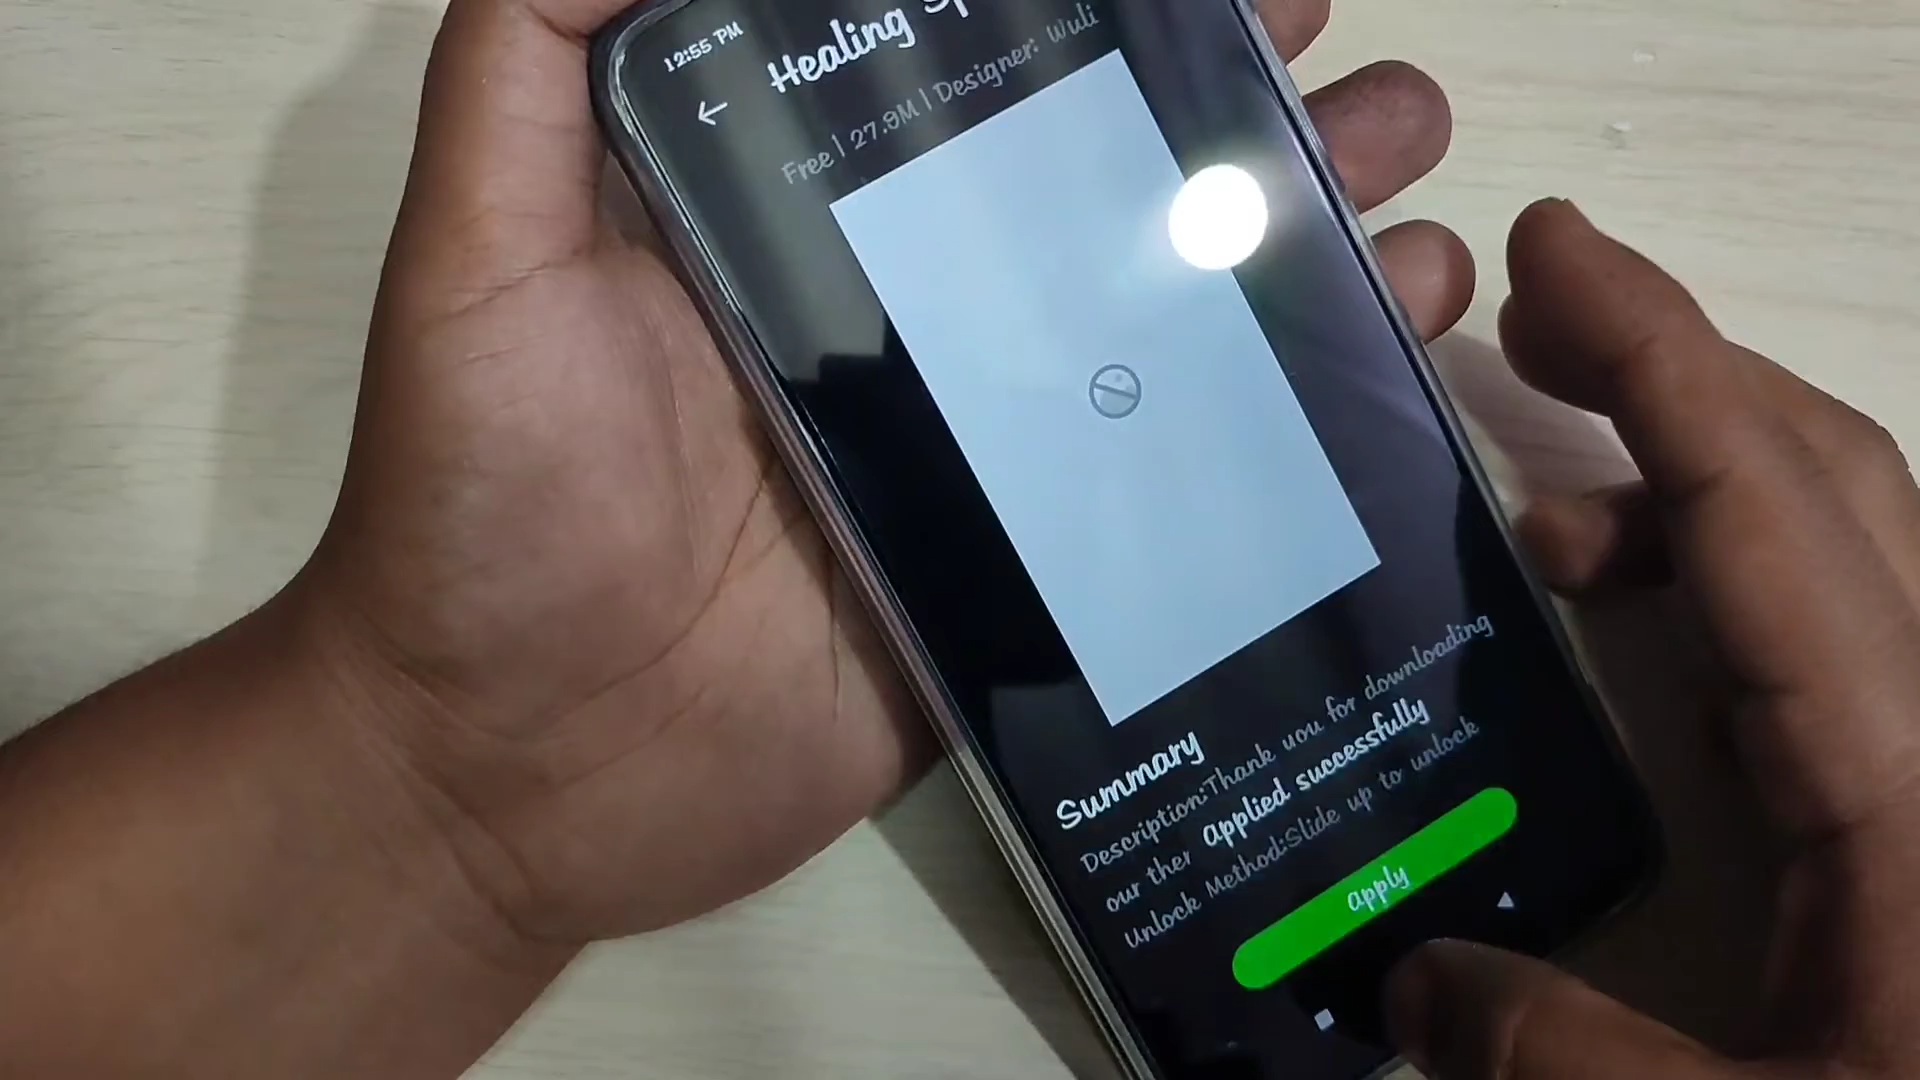 12:55 PM
Healing
Free | 27.9M | Designer: Wuli
Summary
Description:Thank you for downloading
our ther
applied successfully
Unlock Method:Slide up to unlock
apply